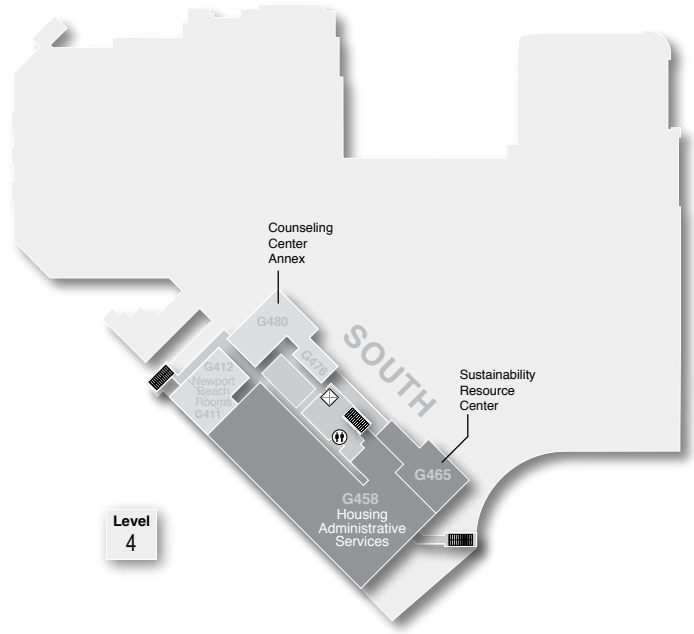 Counseling
Center
Annex
G480
G476
SOUTH
G412
Newport
Beach
Rooms
G411
Sustainability
Resource
Center
G465
G458
Housing
Administrative
Services
Level
4